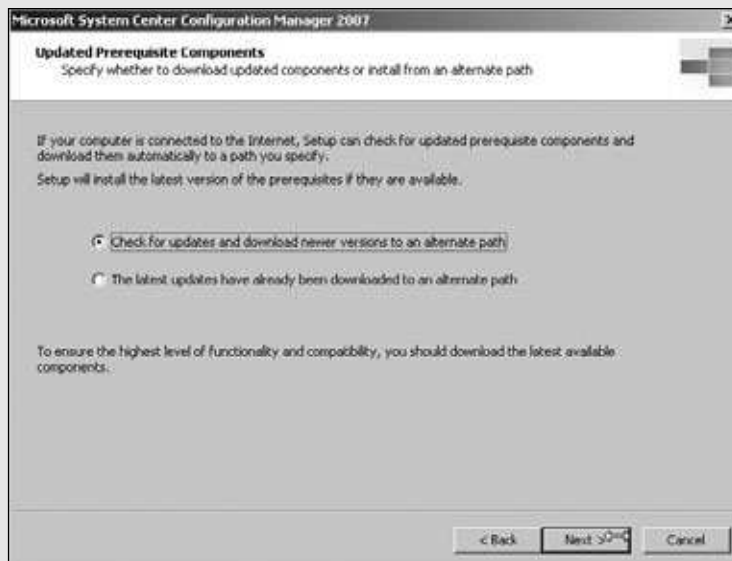 Microsoft System Center Configuration Manager 2007
Updated Prerequisite Components
Specify whether to download updated components or install from an alternate path
If your computer is connected to the Internet, Setup can check for updated prerequisite components and
download them automatically to a path you specify.
Setup will install the latest version of the prerequisites if they are available.
Check for updates and download newer versions to an alternate path
The latest updates have already been downloaded to an alternate path
To ensure the highest level of functionality and compatibility, you should download the latest available
components.
< Back Next > Cancel